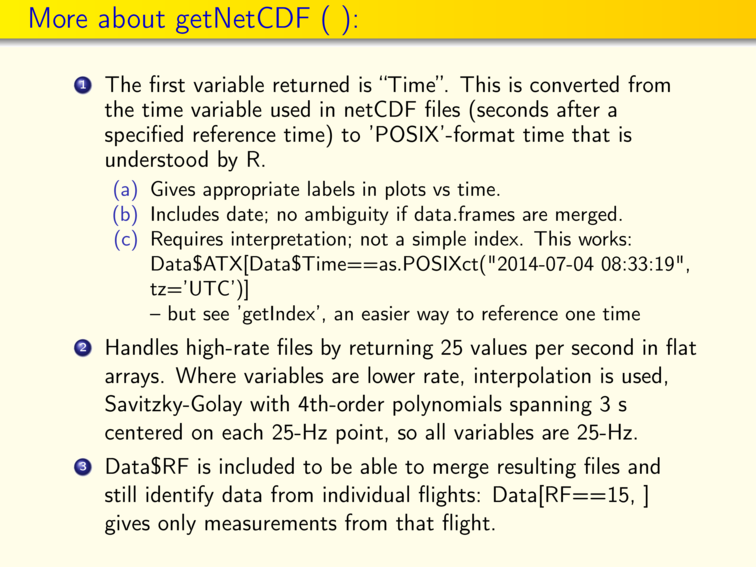 More about getNetCDF ( ):
1 The first variable returned is “Time”. This is converted from
the time variable used in netCDF files (seconds after a
specified reference time) to 'POSIX'-format time that is
understood by R.
(a) Gives appropriate labels in plots vs time.
(b) Includes date; no ambiguity if data.frames are merged.
(c) Requires interpretation; not a simple index. This works:
Data$ATX[Data$Time==as.POSIXct("2014-07-04 08:33:19",
tz='UTC')]
– but see 'getIndex', an easier way to reference one time
2 Handles high-rate files by returning 25 values per second in flat
arrays. Where variables are lower rate, interpolation is used,
Savitzky-Golay with 4th-order polynomials spanning 3 s
centered on each 25-Hz point, so all variables are 25-Hz.
3 Data$RF is included to be able to merge resulting files and
still identify data from individual flights: Data[RF==15, ]
gives only measurements from that flight.